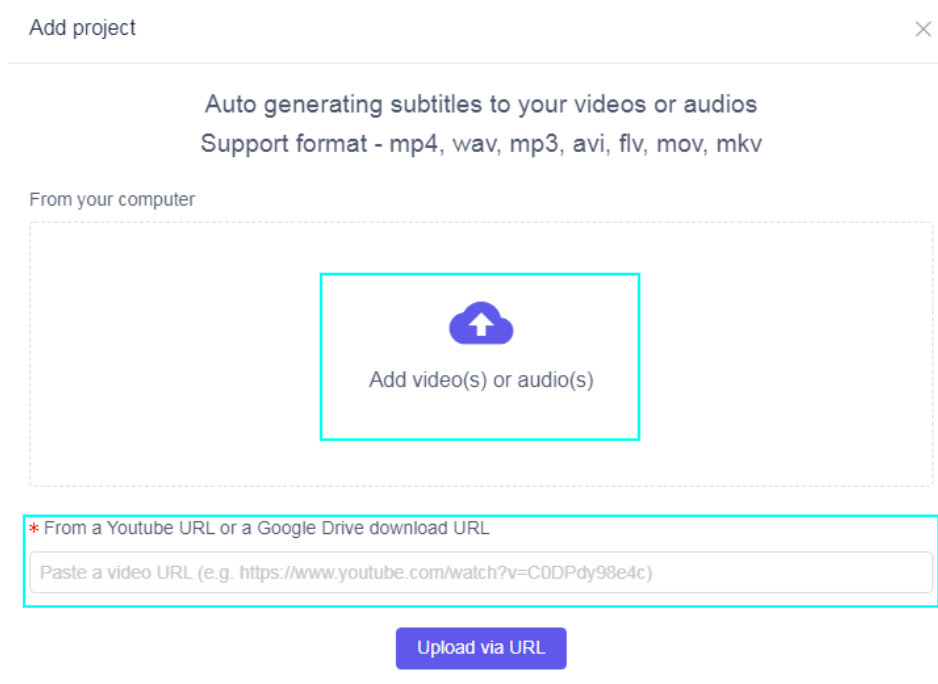 Add project
Auto generating subtitles to your videos or audios
Support format - mp4, wav, mp3, avi, flv, mov, mkv
From your computer
Add video(s) or audio(s)
* From a Youtube URL or a Google Drive download URL
Paste a video URL (e.g. https://www.youtube.com/watch?v=C0DPdy98e4c)
Upload via URL